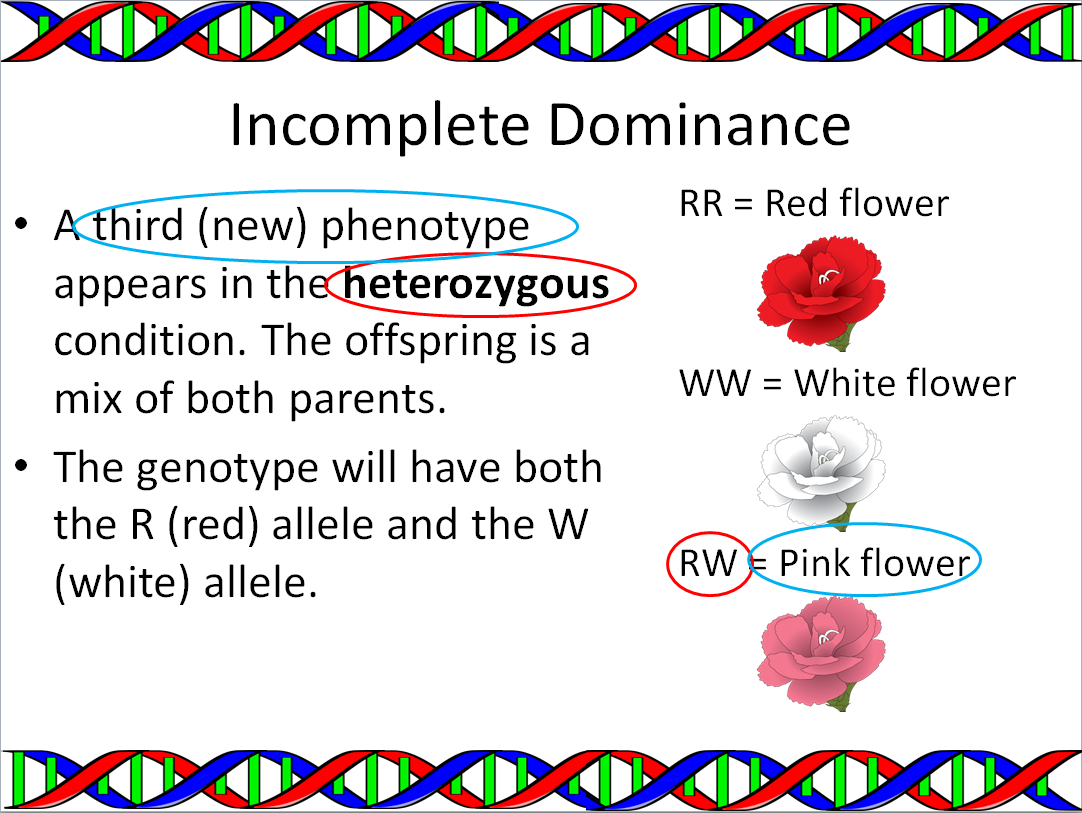 Incomplete Dominance
• A third (new) phenotype
appears in the heterozygous
condition. The offspring is a
mix of both parents.
• The genotype will have both
the R (red) allele and the W
(white) allele.
RR = Red flower
WW = White flower
RW = Pink flower